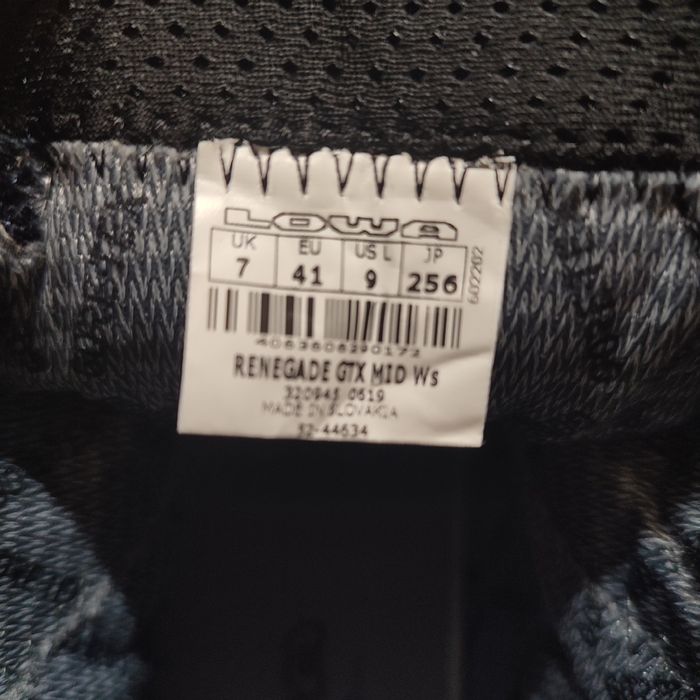 LOWA
UK EU US L JP
7 41 9 256
602202
4063606290172
RENEGADE GTX MID Ws
320945 0619
MADE IN SLOVAKIA
52-44634